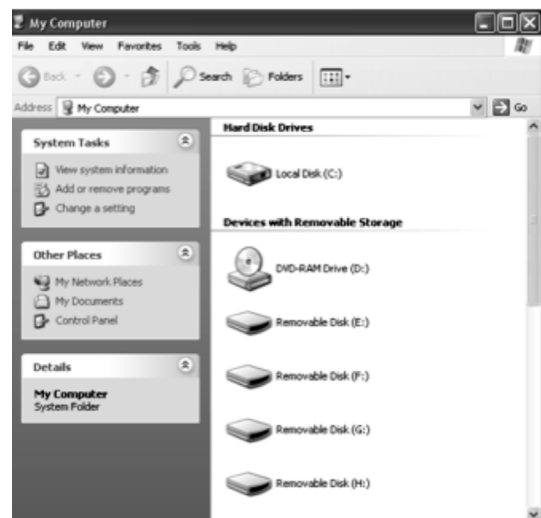 My Computer
File Edit View Favorites Tools Help
Back Search Folders
Address My Computer Go
System Tasks
View system information
Add or remove programs
Change a setting
Other Places
My Network Places
My Documents
Control Panel
Details
My Computer
System Folder
Hard Disk Drives
Local Disk (C:)
Devices with Removable Storage
DVD-RAM Drive (D:)
Removable Disk (E:)
Removable Disk (F:)
Removable Disk (G:)
Removable Disk (H:)